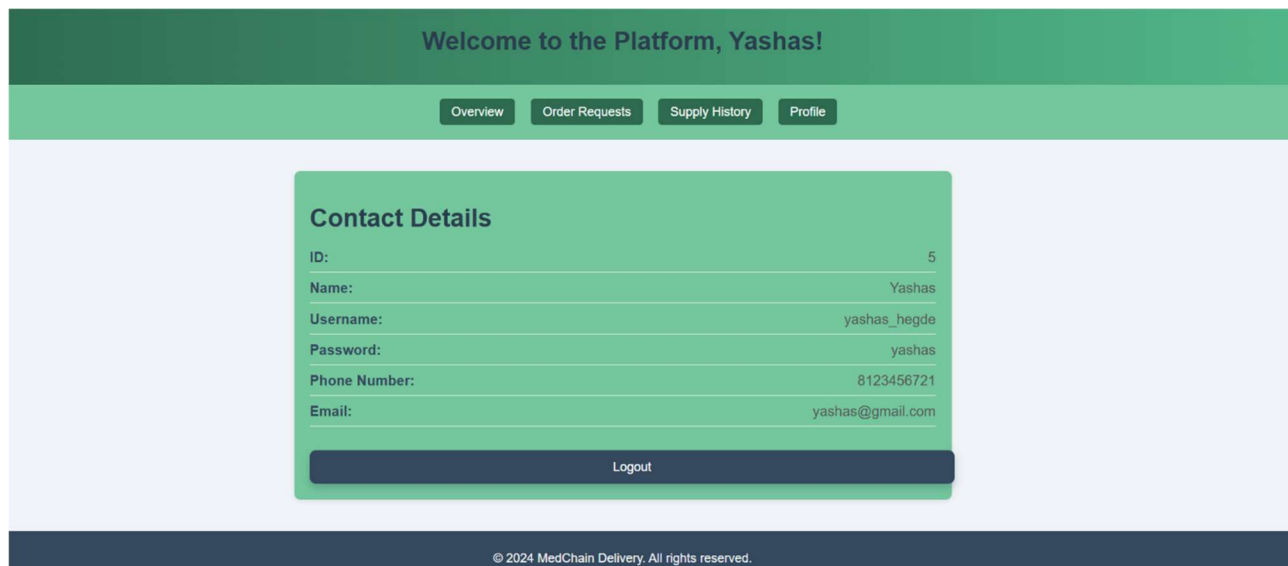 Welcome to the Platform, Yashas!
Overview Order Requests Supply History Profile
Contact Details
ID: 5
Name: Yashas
Username: yashas_hegde
Password: yashas
Phone Number: 8123456721
Email: yashas@gmail.com
Logout
© 2024 MedChain Delivery. All rights reserved.